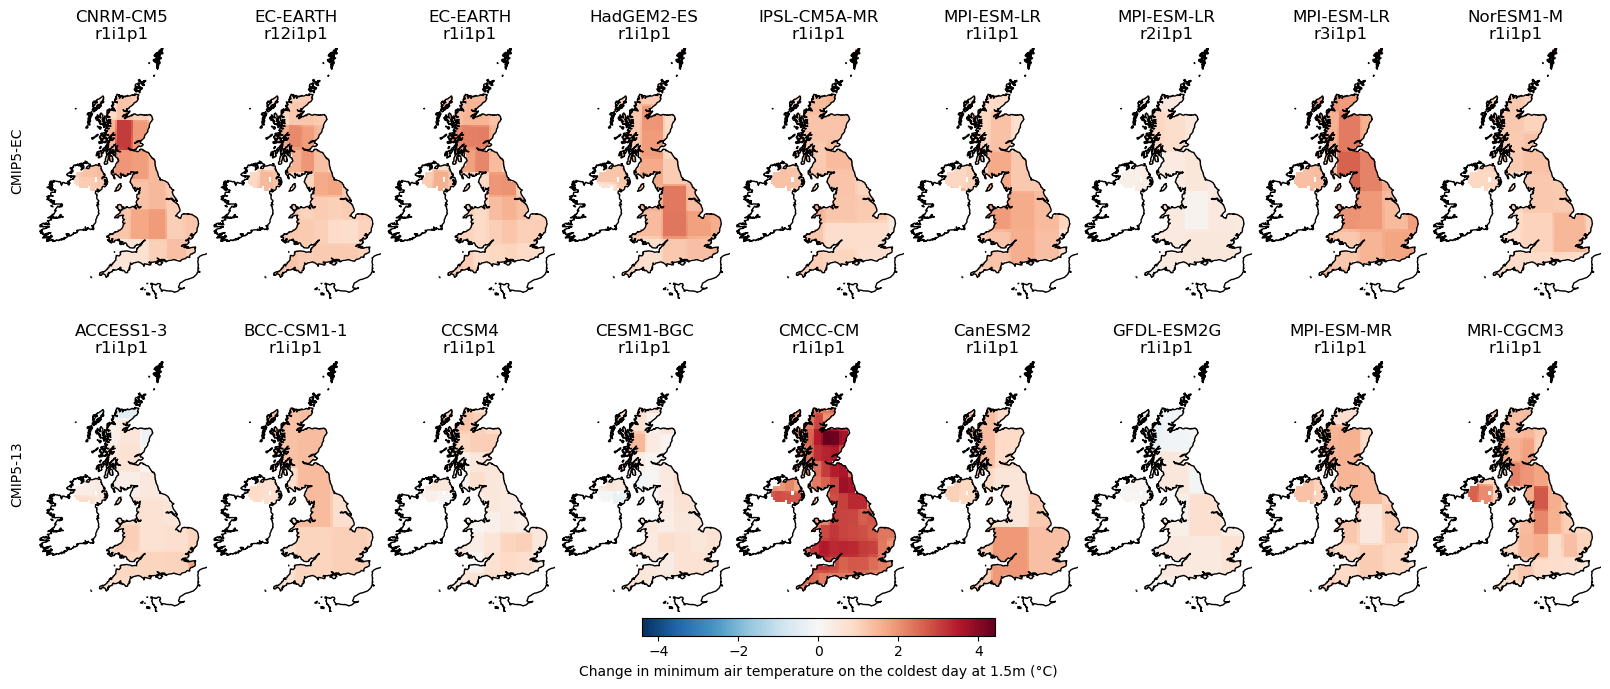 CNRM-CM5
r1i1p1
EC-EARTH
r12i1p1
EC-EARTH
r1i1p1
HadGEM2-ES
r1i1p1
IPSL-CM5A-MR
r1i1p1
MPI-ESM-LR
r1i1p1
MPI-ESM-LR
r2i1p1
MPI-ESM-LR
r3i1p1
NorESM1-M
r1i1p1
CMIP5-EC
ACCESS1-3
r1i1p1
BCC-CSM1-1
r1i1p1
CCSM4
r1i1p1
CESM1-BGC
r1i1p1
CMCC-CM
r1i1p1
CanESM2
r1i1p1
GFDL-ESM2G
r1i1p1
MPI-ESM-MR
r1i1p1
MRI-CGCM3
r1i1p1
CMIP5-13
−4 −2 0 2 4
Change in minimum air temperature on the coldest day at 1.5m (°C)